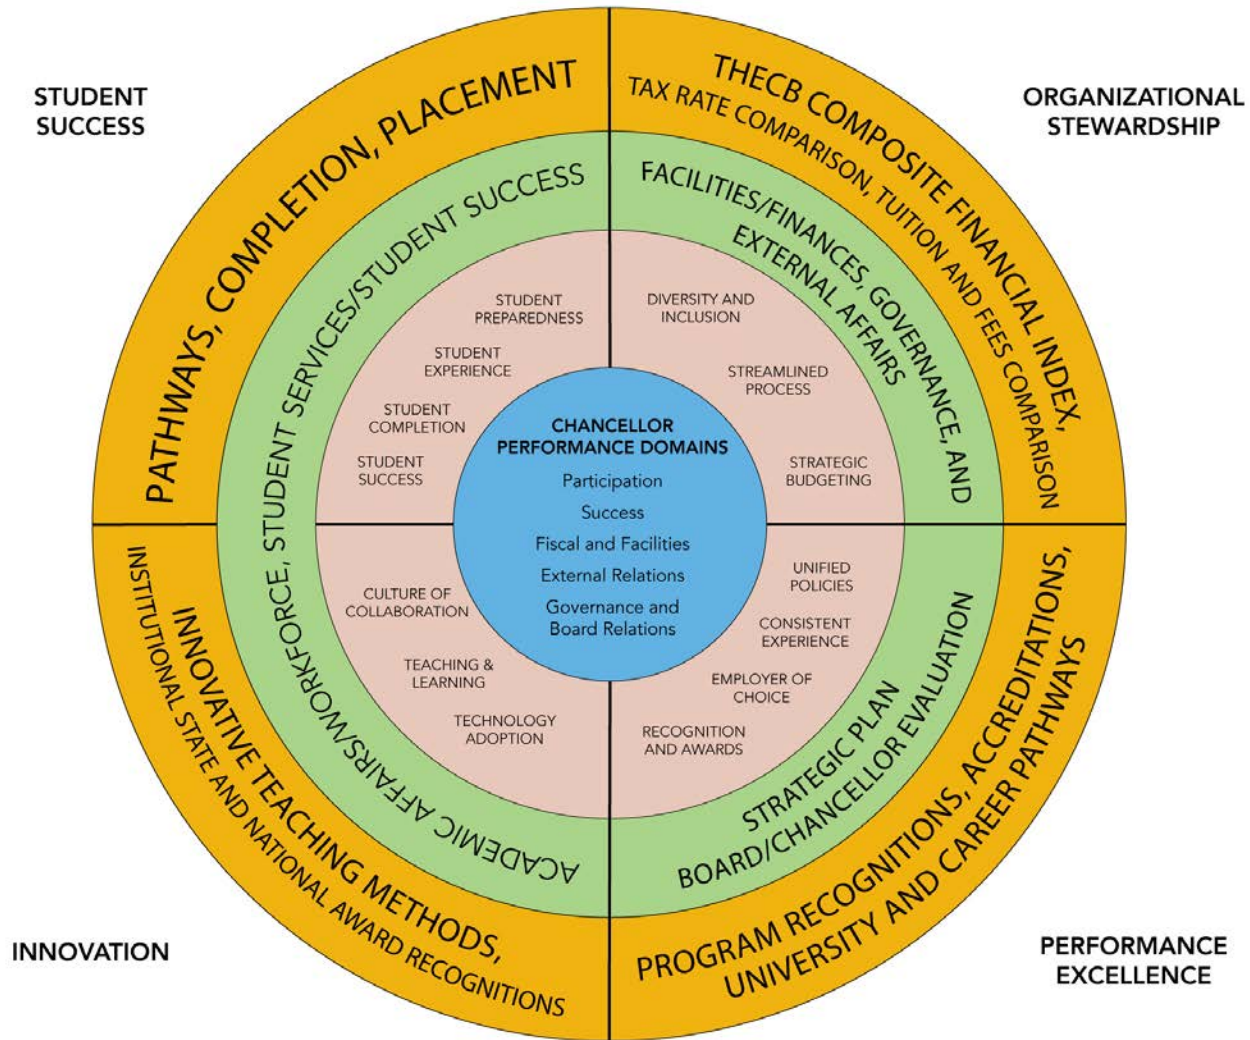 STUDENT
SUCCESS
ORGANIZATIONAL
STEWARDSHIP
PATHWAYS, COMPLETION, PLACEMENT
THECB COMPOSITE FINANCIAL INDEX,
TAX RATE COMPARISON, TUITION AND FEES COMPARISON
ACADEMIC AFFAIRS/WORKFORCE, STUDENT SERVICES/STUDENT SUCCESS
FACILITIES/FINANCES, GOVERNANCE, AND
EXTERNAL AFFAIRS
STUDENT
PREPAREDNESS
STUDENT
EXPERIENCE
STUDENT
COMPLETION
STUDENT
SUCCESS
DIVERSITY AND
INCLUSION
STREAMLINED
PROCESS
STRATEGIC
BUDGETING
CHANCELLOR
PERFORMANCE DOMAINS
Participation
Success
Fiscal and Facilities
External Relations
Governance and
Board Relations
CULTURE OF
COLLABORATION
TEACHING &
LEARNING
TECHNOLOGY
ADOPTION
UNIFIED
POLICIES
CONSISTENT
EXPERIENCE
EMPLOYER OF
CHOICE
RECOGNITION
AND AWARDS
STRATEGIC PLAN
BOARD/CHANCELLOR EVALUATION
INNOVATIVE TEACHING METHODS,
INSTITUTIONAL STATE AND NATIONAL AWARD RECOGNITIONS
PROGRAM RECOGNITIONS, ACCREDITATIONS,
UNIVERSITY AND CAREER PATHWAYS
INNOVATION
PERFORMANCE
EXCELLENCE